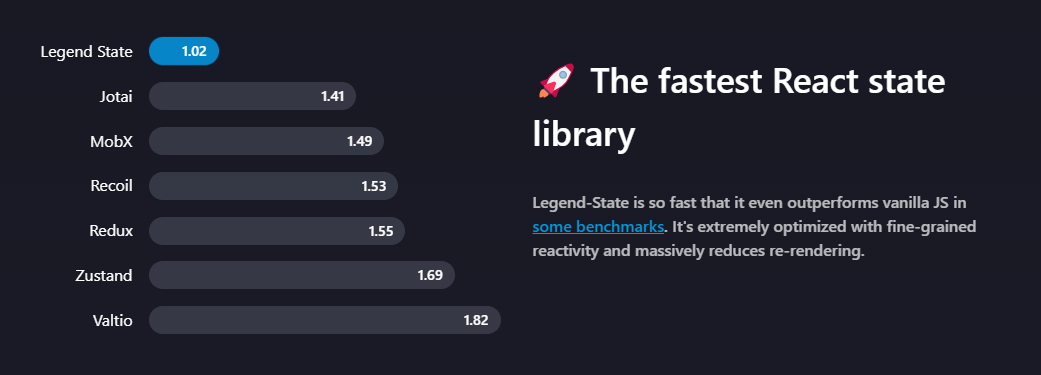 Legend State 1.02
Jotai 1.41
MobX 1.49
Recoil 1.53
Redux 1.55
Zustand 1.69
Valtio 1.82
🚀 The fastest React state
library
Legend-State is so fast that it even outperforms vanilla JS in
some benchmarks. It's extremely optimized with fine-grained
reactivity and massively reduces re-rendering.